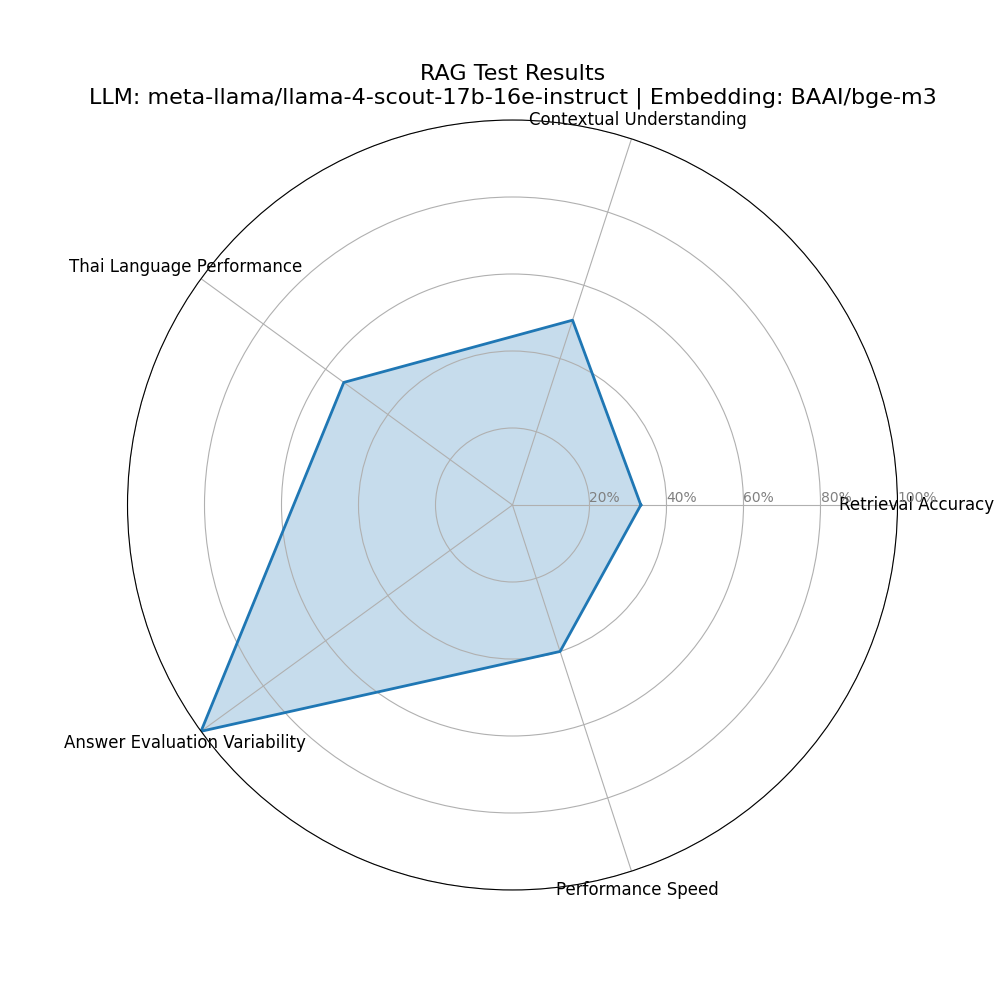 RAG Test Results
LLM: meta-llama/llama-4-scout-17b-16e-instruct | Embedding: BAAI/bge-m3
Contextual Understanding
Thai Language Performance
20%
40%
60%
80%
100%
Retrieval Accuracy
Answer Evaluation Variability
Performance Speed